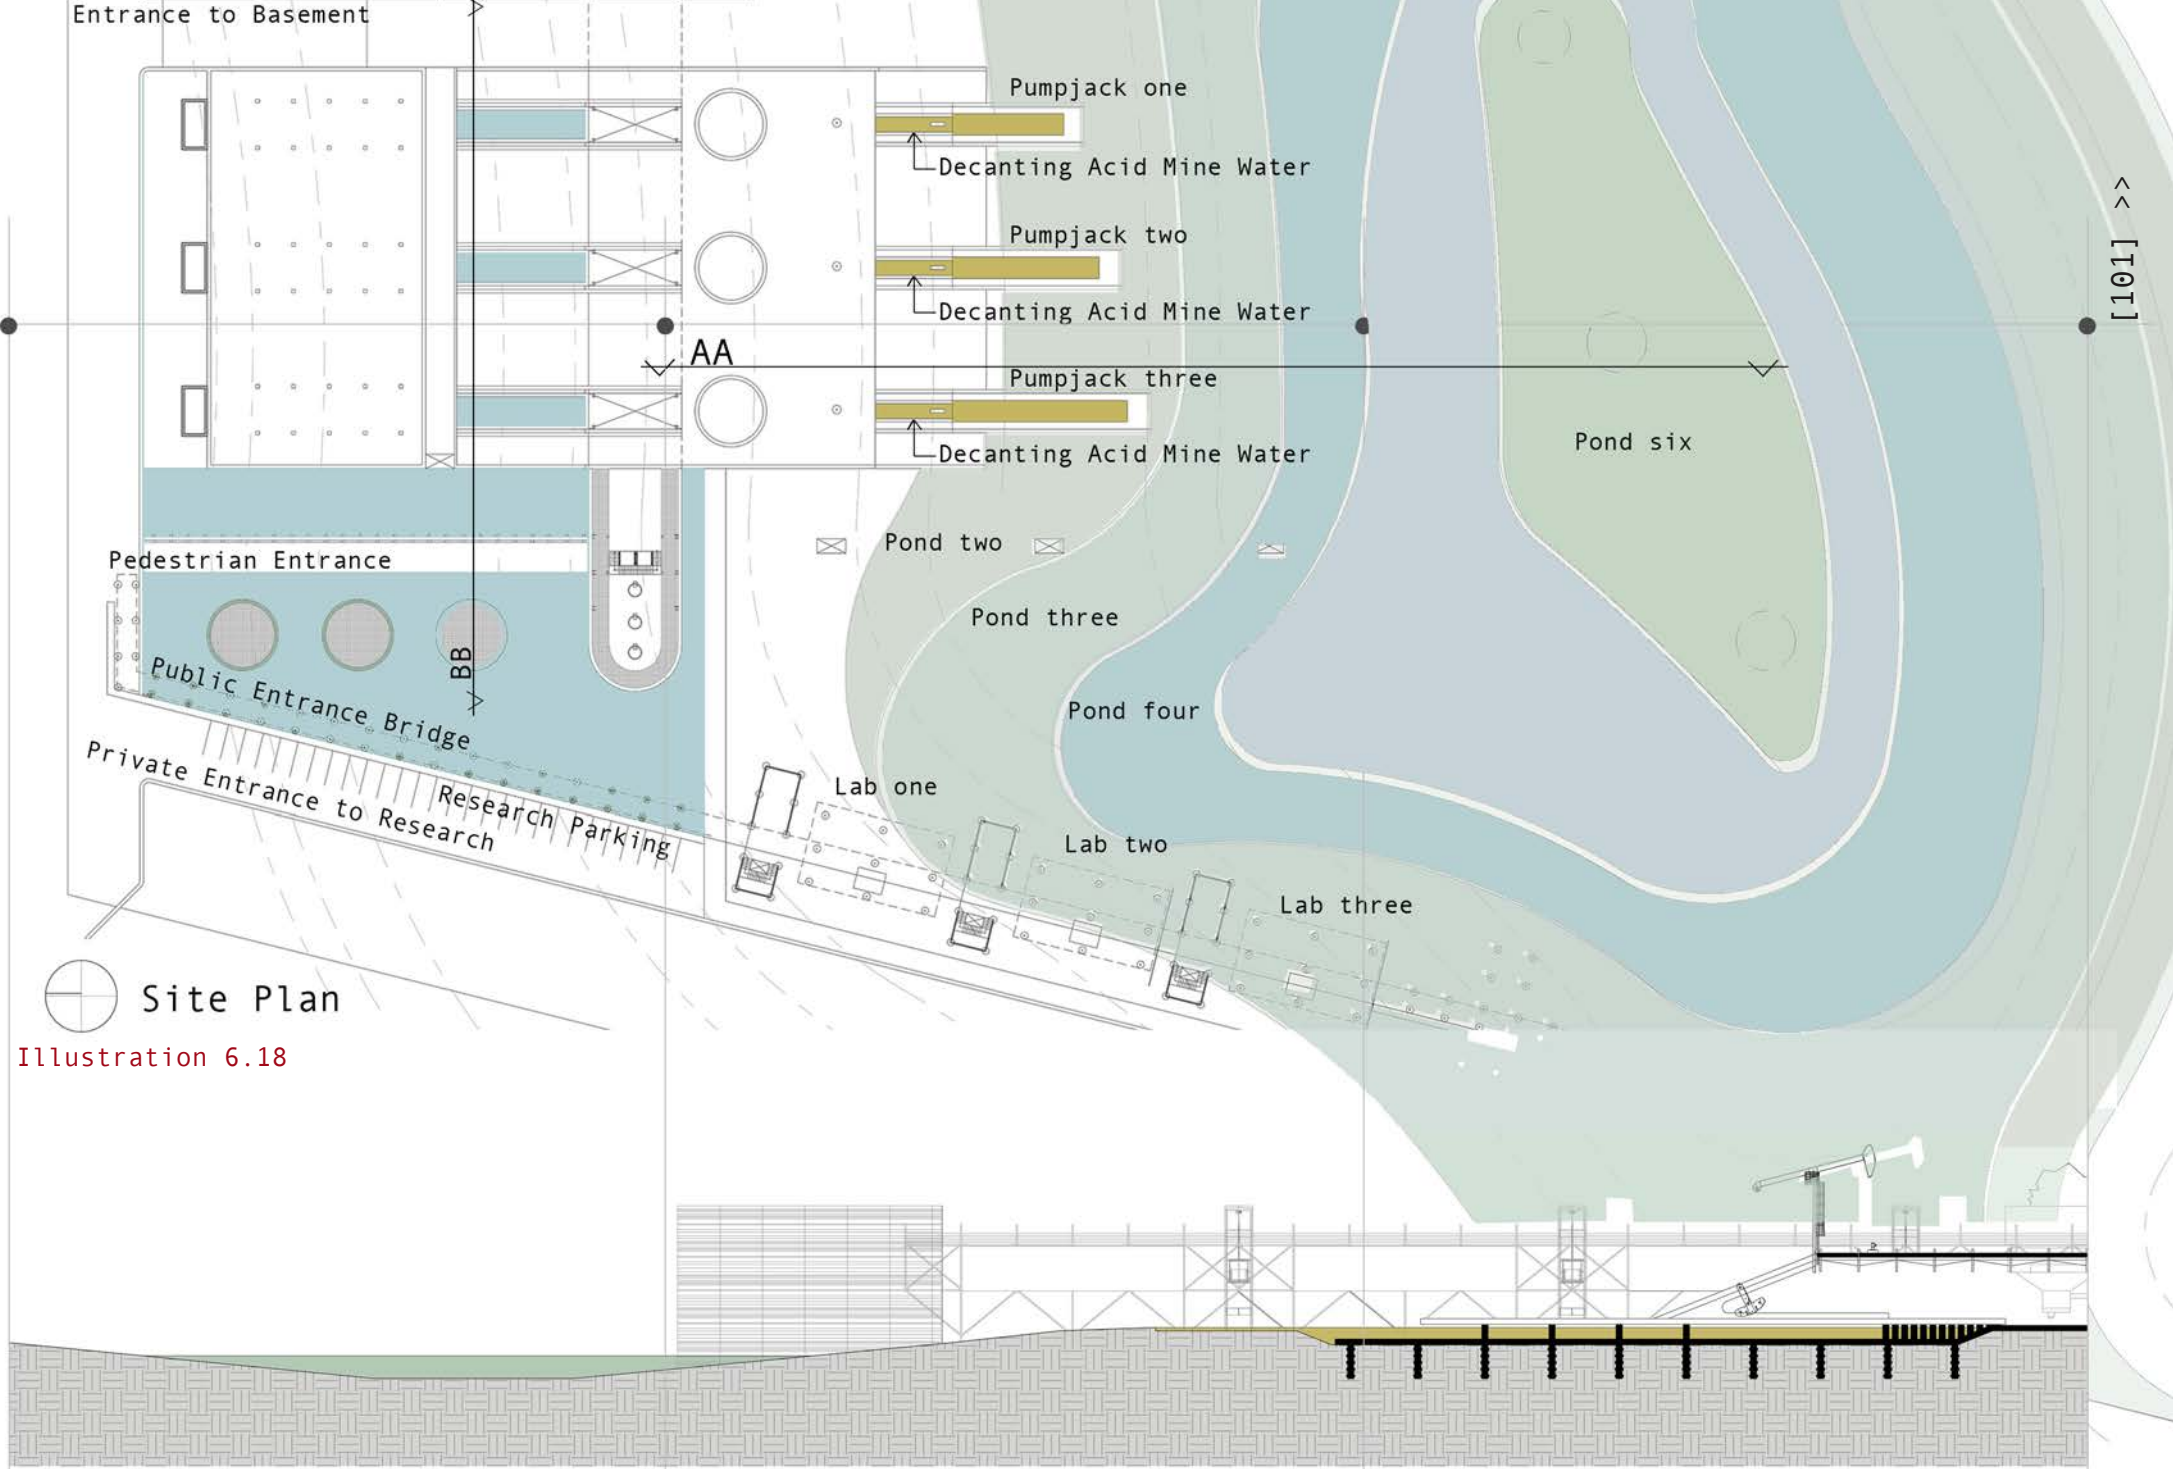 Entrance to Basement
Pumpjack one
Decanting Acid Mine Water
[101] >>
Pumpjack two
Decanting Acid Mine Water
AA
Pumpjack three
Decanting Acid Mine Water
Pond six
Pond two
Pedestrian Entrance
Pond three
BB
Public Entrance Bridge
Pond four
Private Entrance to Research
Research Parking
Lab one
Lab two
Lab three
Site Plan
Illustration 6.18